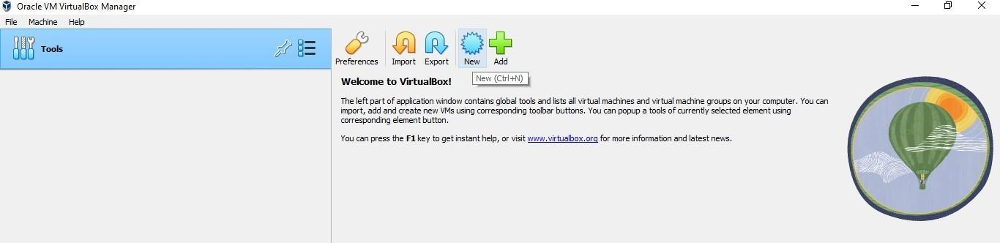 Oracle VM VirtualBox Manager
File Machine Help
Tools
Preferences Import Export New Add
New (Ctrl+N)
Welcome to VirtualBox!
The left part of application window contains global tools and lists all virtual machines and virtual machine groups on your computer. You can
import, add and create new VMs using corresponding toolbar buttons. You can popup a tools of currently selected element using
corresponding element button.
You can press the F1 key to get instant help, or visit www.virtualbox.org for more information and latest news.